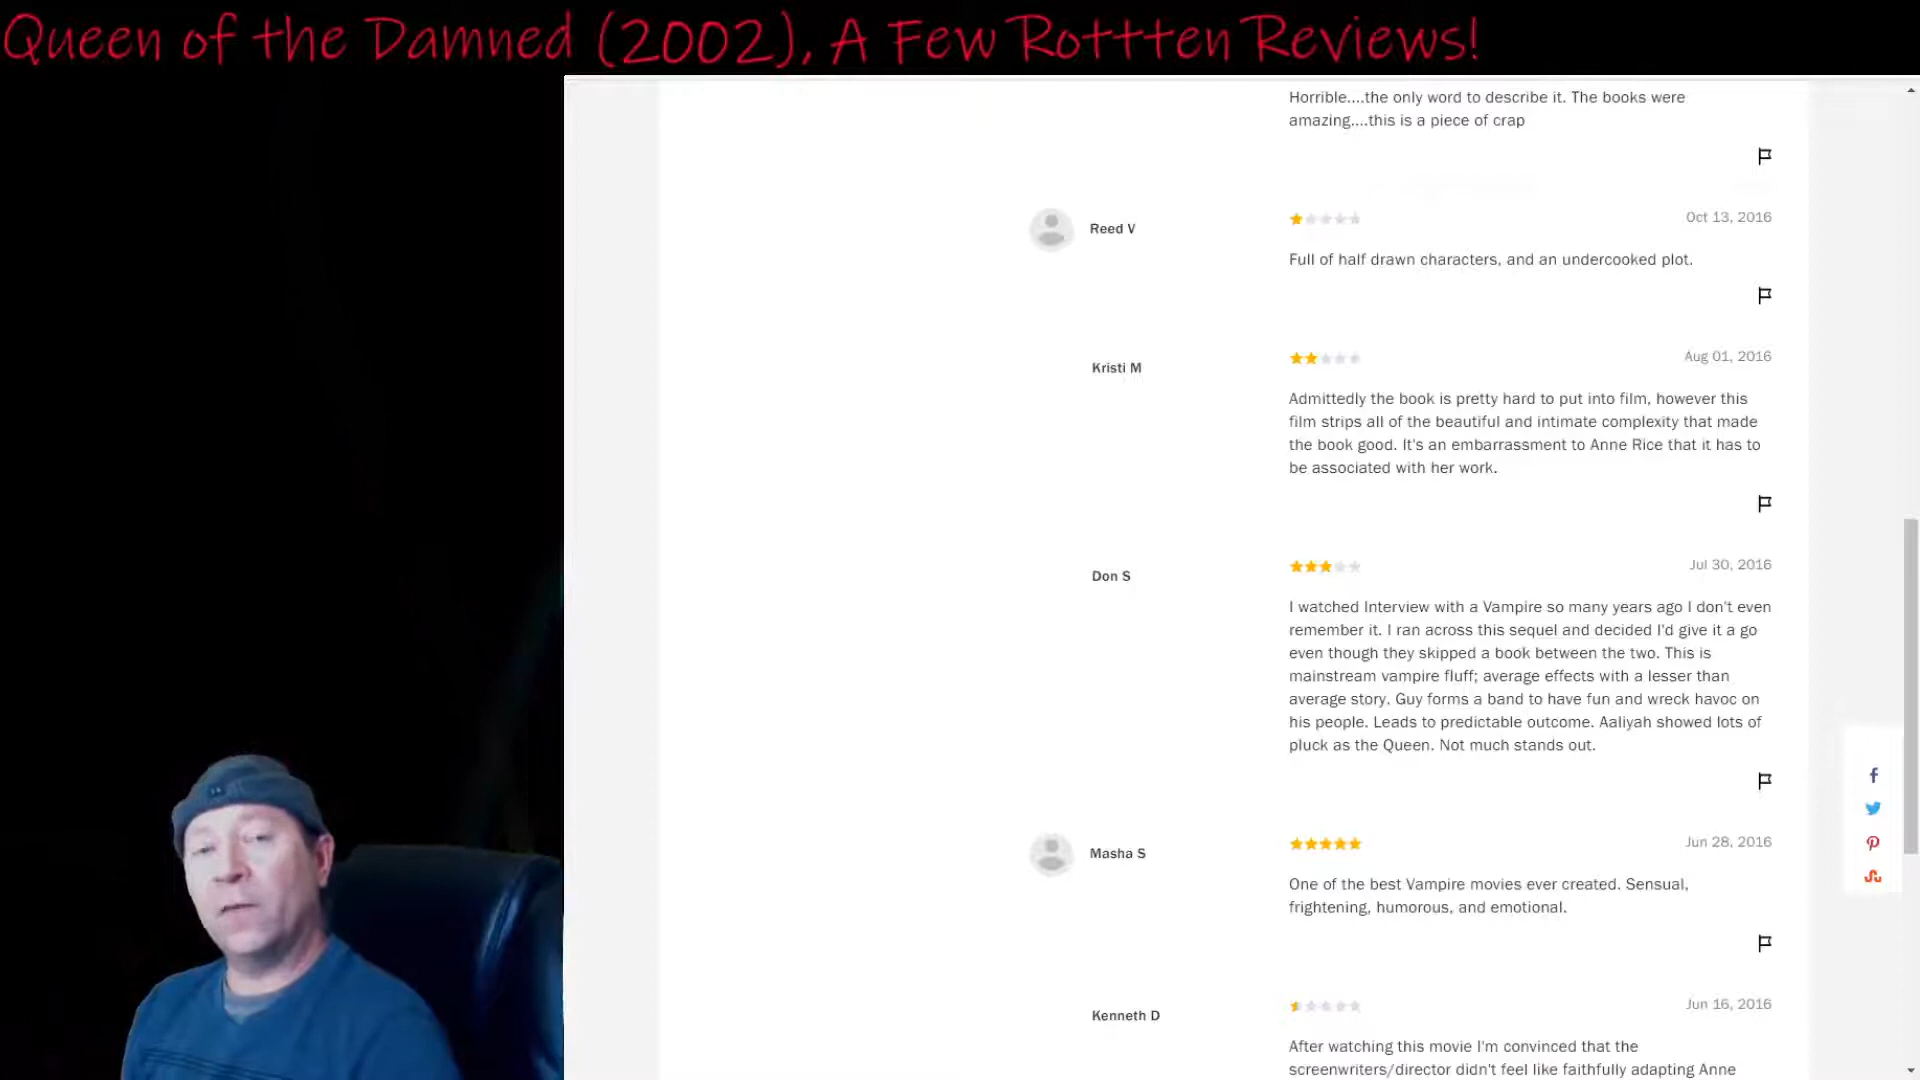 Queen of the Damned (2002), A Few Rottten Reviews!
Horrible....the only word to describe it. The books were
amazing....this is a piece of crap
Reed V
Oct 13, 2016
Full of half drawn characters, and an undercooked plot.
Kristi M
Aug 01, 2016
Admittedly the book is pretty hard to put into film, however this
film strips all of the beautiful and intimate complexity that made
the book good. It's an embarrassment to Anne Rice that it has to
be associated with her work.
Don S
Jul 30, 2016
I watched Interview with a Vampire so many years ago I don't even
remember it. I ran across this sequel and decided I'd give it a go
even though they skipped a book between the two. This is
mainstream vampire fluff; average effects with a lesser than
average story. Guy forms a band to have fun and wreck havoc on
his people. Leads to predictable outcome. Aaliyah showed lots of
pluck as the Queen. Not much stands out.
Masha S
Jun 28, 2016
One of the best Vampire movies ever created. Sensual,
frightening, humorous, and emotional.
Kenneth D
Jun 16, 2016
After watching this movie I'm convinced that the
screenwriters/director didn't feel like faithfully adapting Anne